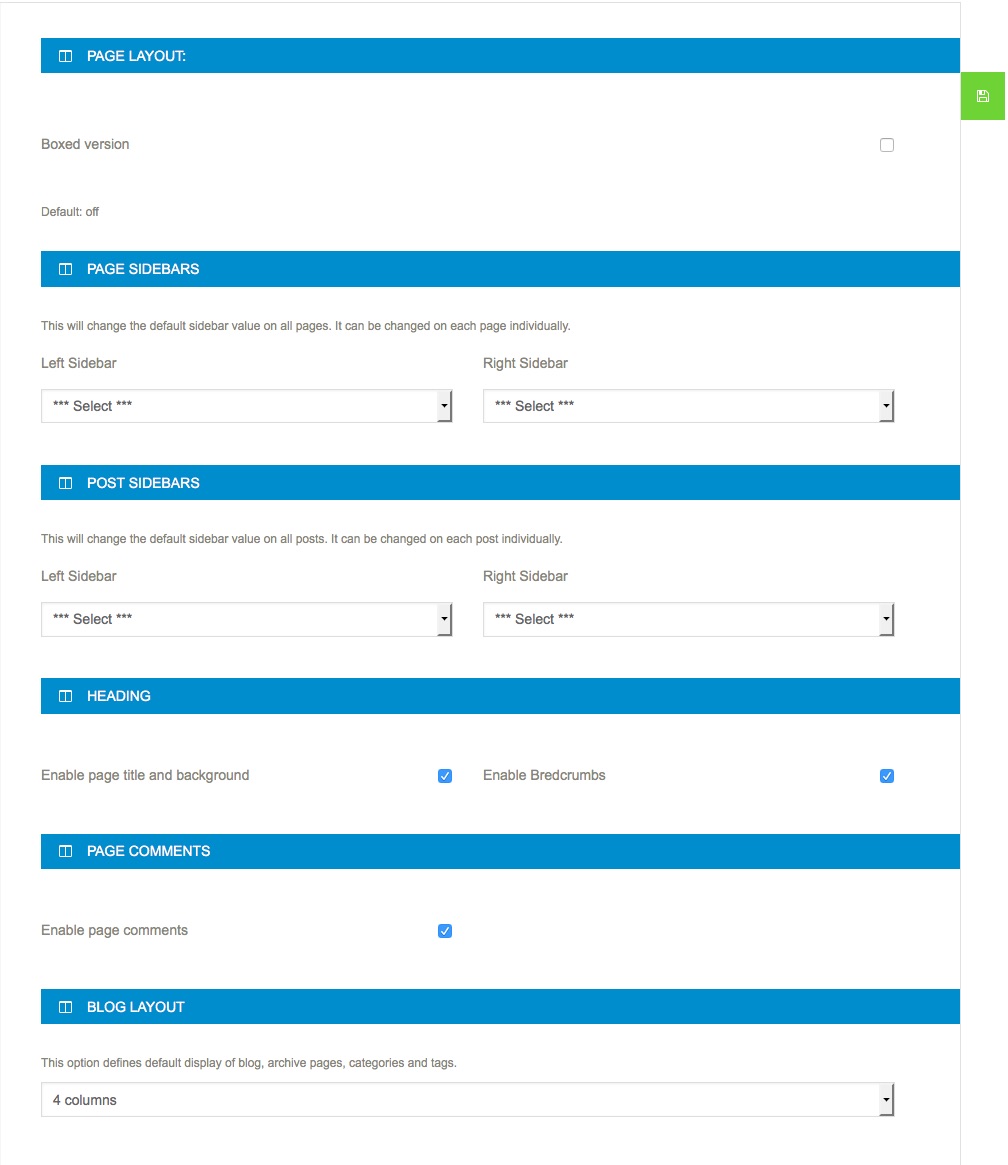 PAGE LAYOUT:
Boxed version
Default: off
PAGE SIDEBARS
This will change the default sidebar value on all pages. It can be changed on each page individually.
Left Sidebar Right Sidebar
*** Select *** *** Select ***
POST SIDEBARS
This will change the default sidebar value on all posts. It can be changed on each post individually.
Left Sidebar Right Sidebar
*** Select *** *** Select ***
HEADING
Enable page title and background Enable Bredcrumbs
PAGE COMMENTS
Enable page comments
BLOG LAYOUT
This option defines default display of blog, archive pages, categories and tags.
4 columns